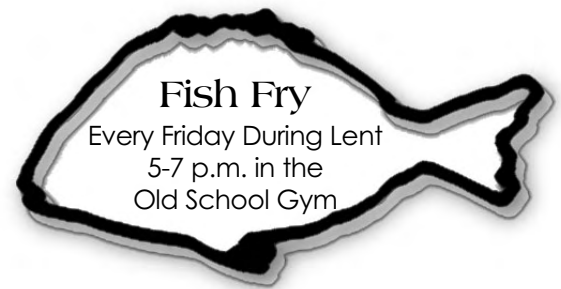 Fish Fry
Every Friday During Lent
5-7 p.m. in the
Old School Gym